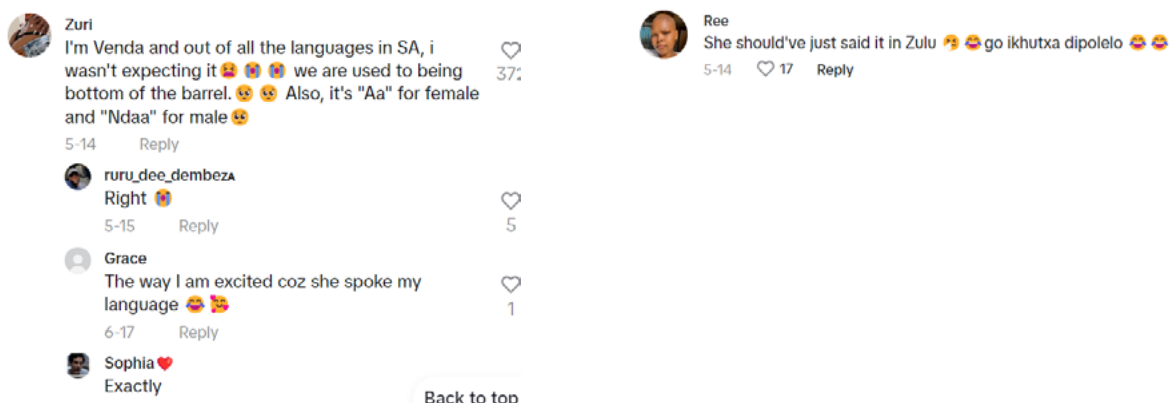 Zuri
I'm Venda and out of all the languages in SA, i
wasn't expecting it😫 😭 😭 we are used to being
bottom of the barrel.🥺 🥺 Also, it's "Aa" for female
and "Ndaa" for male🥺
5-14 Reply
372
ruru_dee_dembezᴀ
Right 😭
5-15 Reply
5
Grace
The way I am excited coz she spoke my
language 😂 🥰
6-17 Reply
1
Sophia❤️
Exactly
Back to top
Ree
She should've just said it in Zulu 🤧 😂go ikhutxa dipolelo 😂 😂
5-14 17 Reply